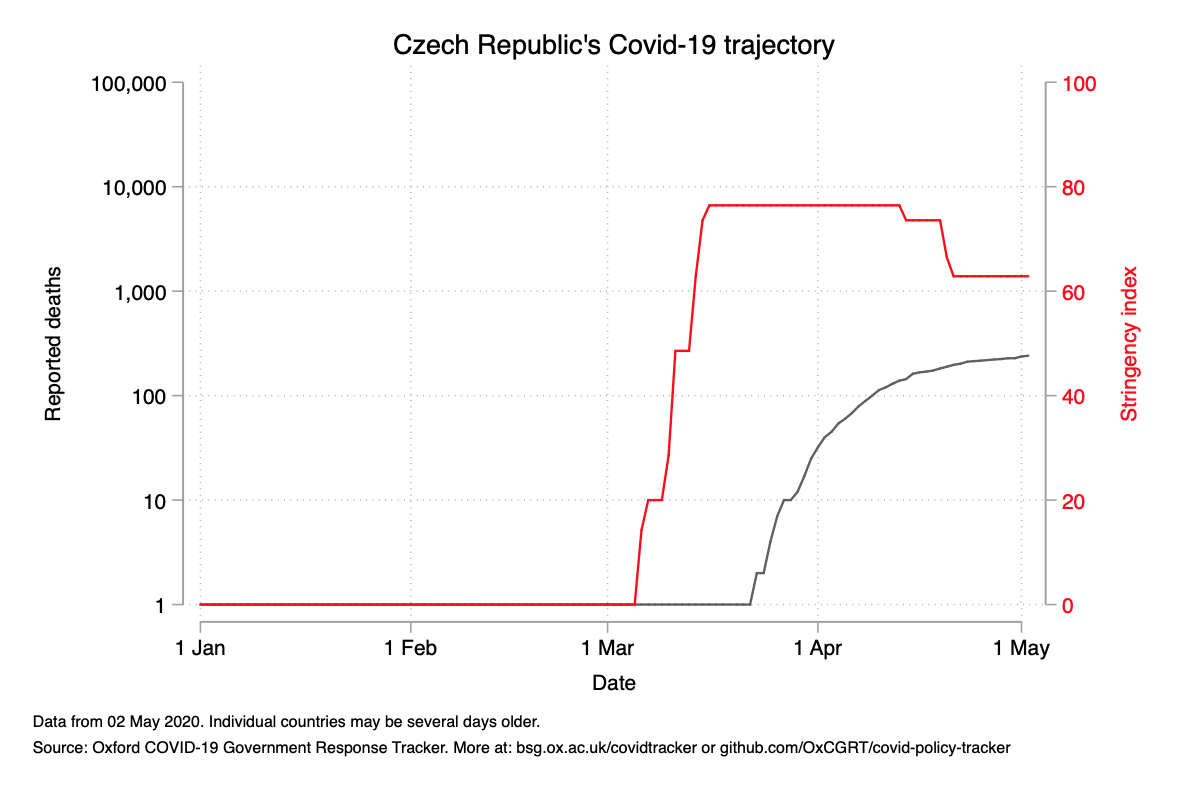 Czech Republic's Covid-19 trajectory
100,000
10,000
1,000
100
10
1
Reported deaths
100
80
60
40
20
0
Stringency index
1 Jan
1 Feb
1 Mar
1 Apr
1 May
Date
Data from 02 May 2020. Individual countries may be several days older.
Source: Oxford COVID-19 Government Response Tracker. More at: bsg.ox.ac.uk/covidtracker or github.com/OxCGRT/covid-policy-tracker